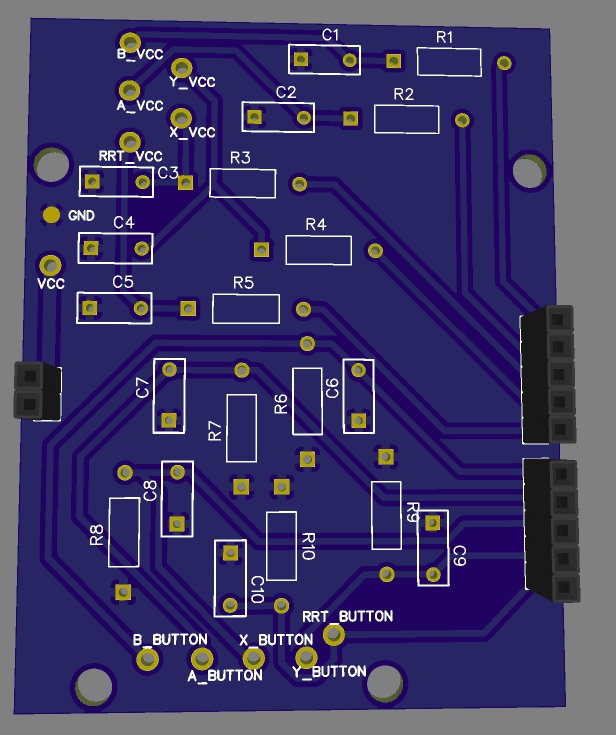 C1
R1
B_VCC
Y_VCC
A_VCC
C2
R2
X_VCC
RRT_VCC
C3
R3
GND
C4
R4
VCC
C5
R5
C7
R7
R6
C6
C8
R8
R10
R9
C9
C10
RRT_BUTTON
B_BUTTON
X_BUTTON
A_BUTTON
Y_BUTTON